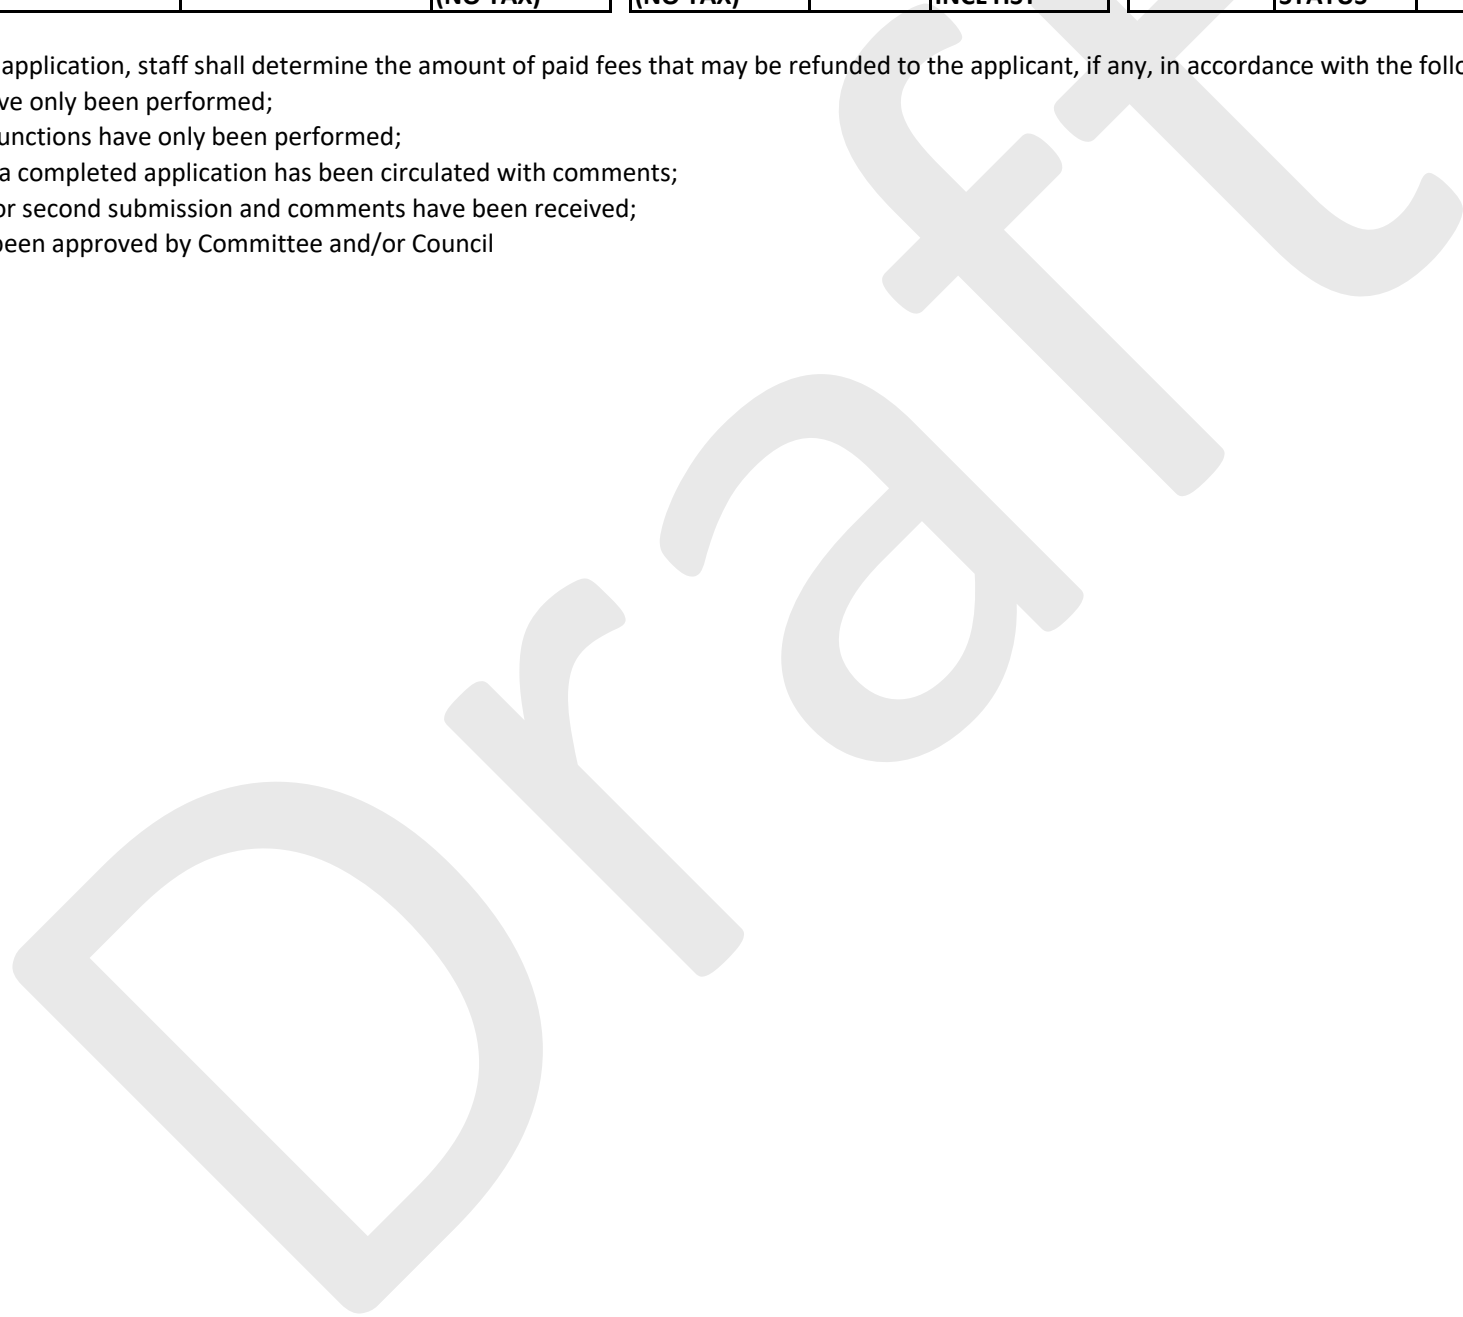 (NO TAX) (NO TAX) INCL H.ST STATUS
application, staff shall determine the amount of paid fees that may be refunded to the applicant, if any, in accordance with the follo
ve only been performed;
unctions have only been performed;
a completed application has been circulated with comments;
or second submission and comments have been received;
been approved by Committee and/or Council
Draft